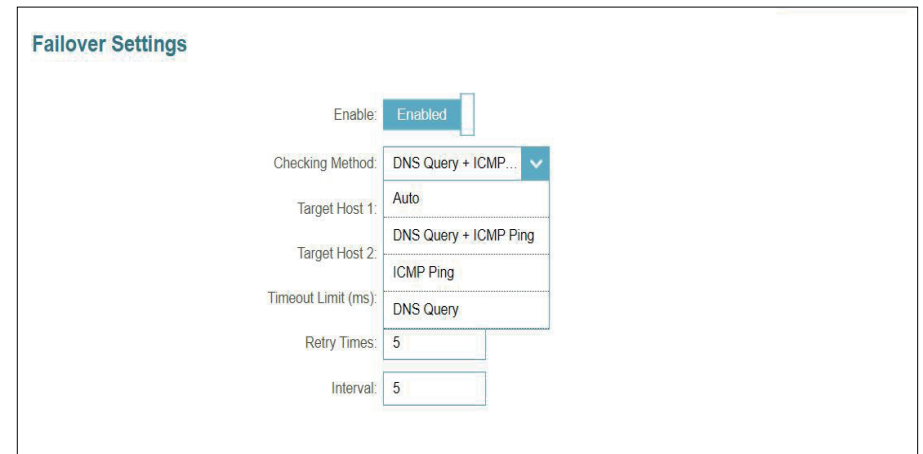 Failover Settings
Enable: Enabled
Checking Method: DNS Query + ICMP...
Auto
Target Host 1:
DNS Query + ICMP Ping
Target Host 2:
ICMP Ping
Timeout Limit (ms):
DNS Query
Retry Times: 5
Interval: 5